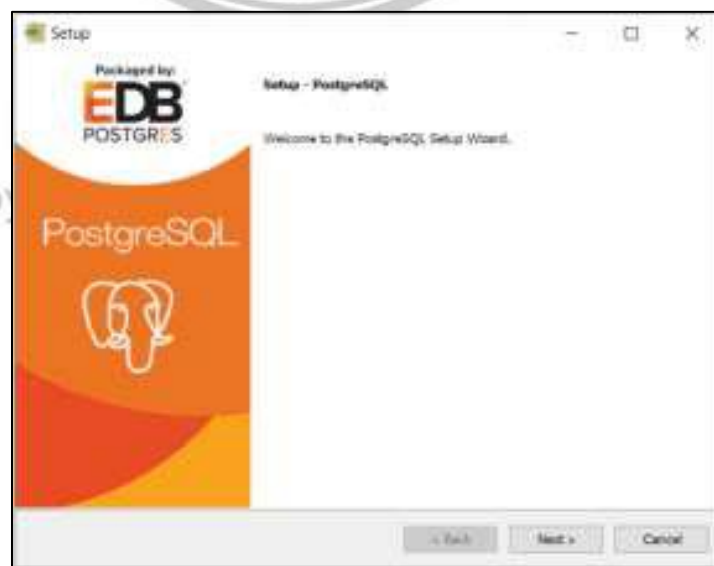 Setup
Packaged by:
EDB
POSTGRES
Setup - PostgreSQL
Welcome to the PostgreSQL Setup Wizard.
PostgreSQL
< Back
Next >
Cancel